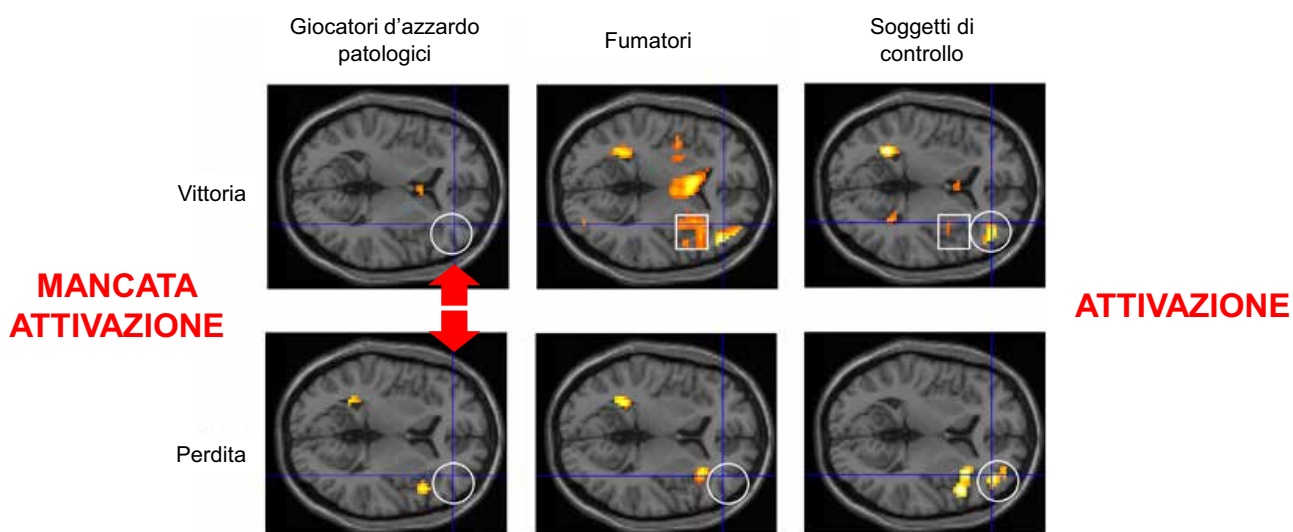 Giocatori d'azzardo
patologici
Fumatori
Soggetti di
controllo
Vittoria
MANCATA
ATTIVAZIONE
ATTIVAZIONE
Perdita